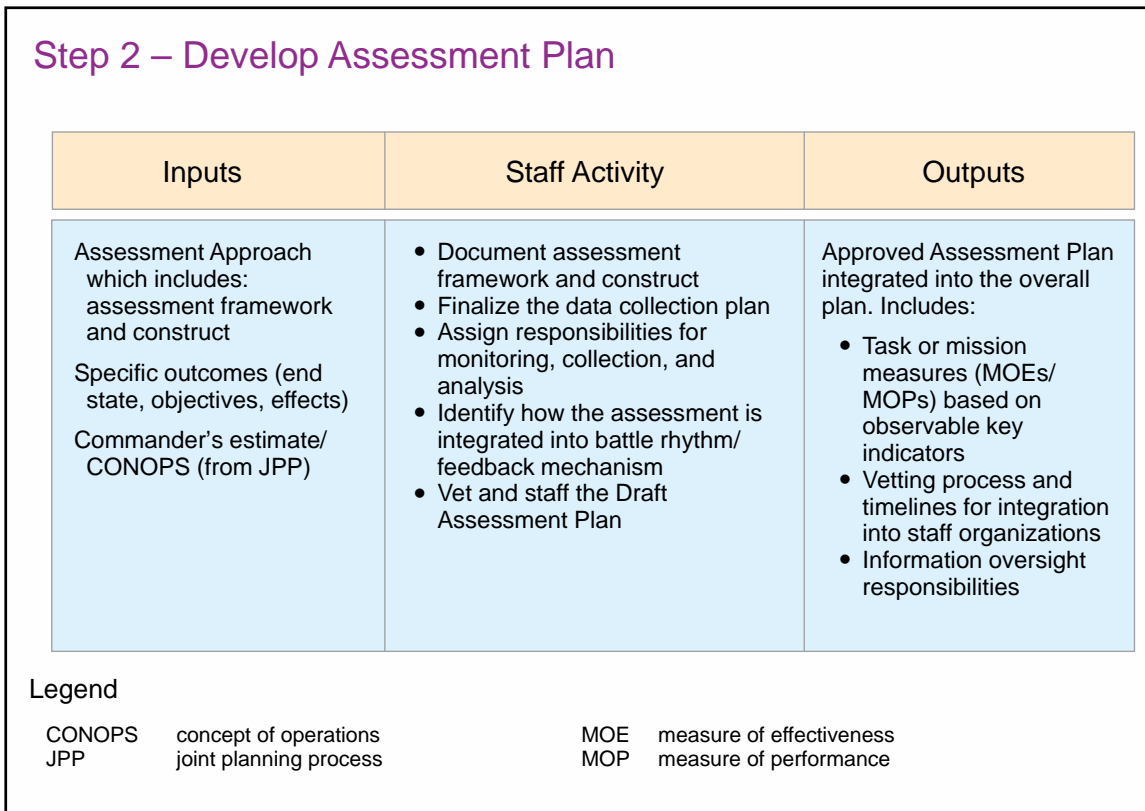 Step 2 – Develop Assessment Plan
Inputs
Staff Activity
Outputs
Assessment Approach
which includes:
assessment framework
and construct
Specific outcomes (end
state, objectives, effects)
Commander’s estimate/
CONOPS (from JPP)
• Document assessment
framework and construct
• Finalize the data collection plan
• Assign responsibilities for
monitoring, collection, and
analysis
• Identify how the assessment is
integrated into battle rhythm/
feedback mechanism
• Vet and staff the Draft
Assessment Plan
Approved Assessment Plan
integrated into the overall
plan. Includes:
• Task or mission
measures (MOEs/
MOPs) based on
observable key
indicators
• Vetting process and
timelines for integration
into staff organizations
• Information oversight
responsibilities
Legend
CONOPS concept of operations
JPP joint planning process
MOE measure of effectiveness
MOP measure of performance